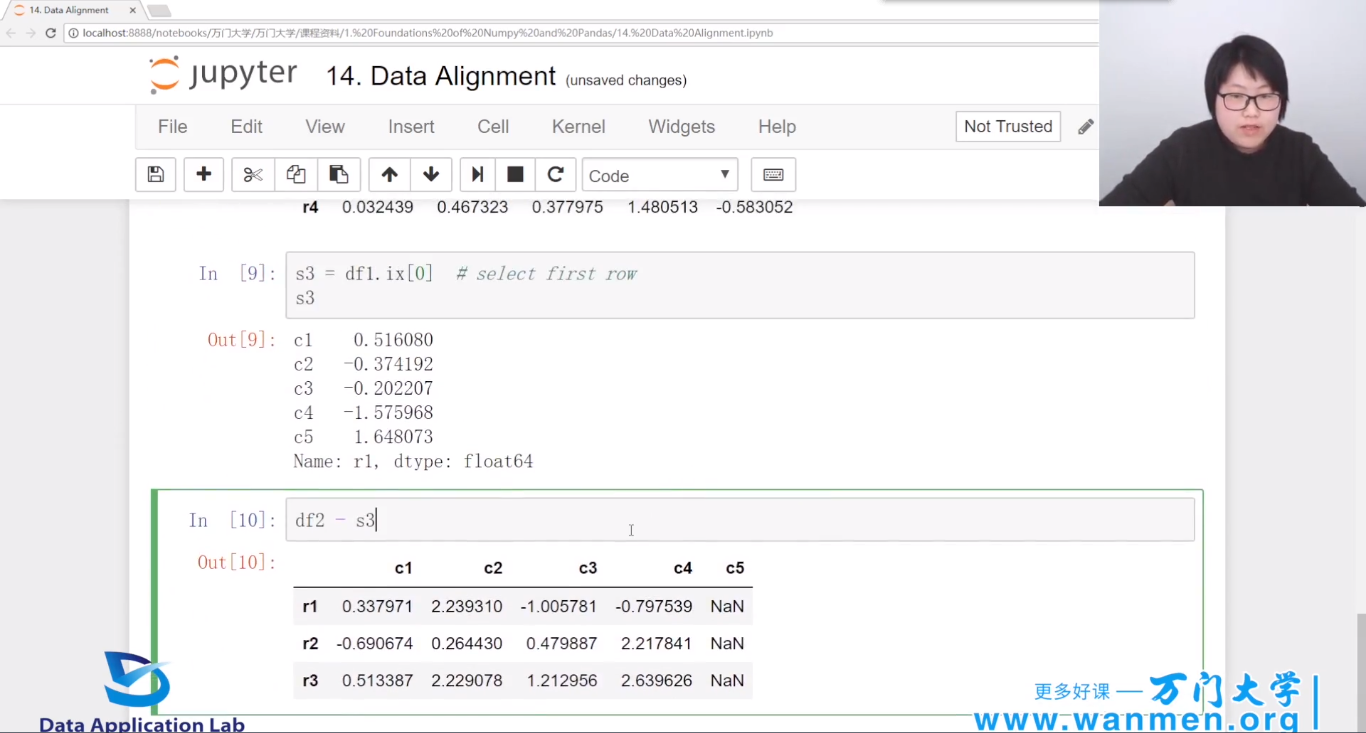 14. Data Alignment
localhost:8888/notebooks/万门大学/万门大学/课程资料/1.%20Foundations%20of%20Numpy%20and%20Pandas/14.%20Data%20Alignment.ipynb
jupyter 14. Data Alignment (unsaved changes)
File Edit View Insert Cell Kernel Widgets Help Not Trusted
Code
r4 0.032439 0.467323 0.377975 1.480513 -0.583052
In [9]: s3 = df1.ix[0] # select first row
s3
Out[9]: c1 0.516080
c2 -0.374192
c3 -0.202207
c4 -1.575968
c5 1.648073
Name: r1, dtype: float64
In [10]: df2 - s3
Out[10]:
c1 c2 c3 c4 c5
r1 0.337971 2.239310 -1.005781 -0.797539 NaN
r2 -0.690674 0.264430 0.479887 2.217841 NaN
r3 0.513387 2.229078 1.212956 2.639626 NaN
Data Application Lab
更多好课 — 万门大学
www.wanmen.org